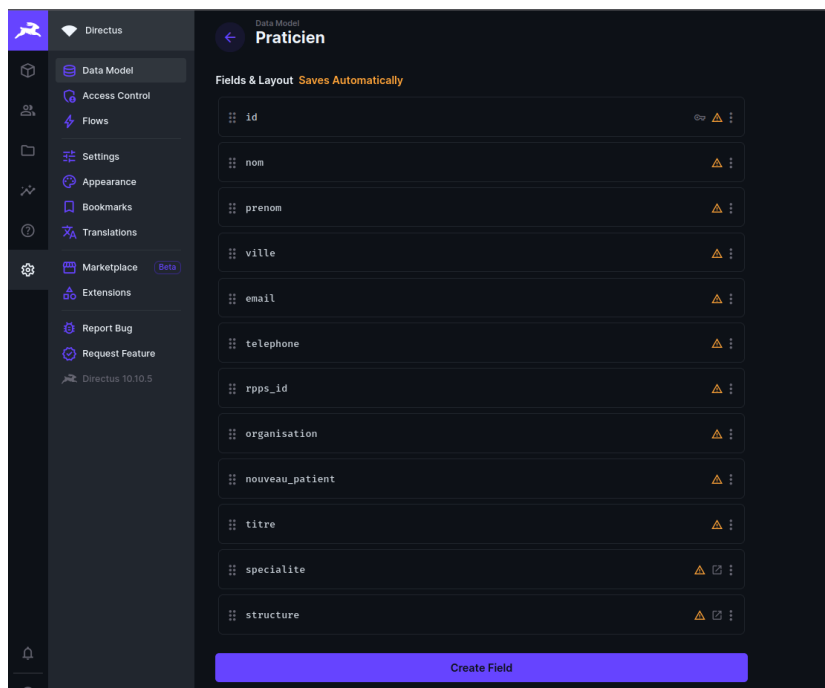 Directus
Data Model
Access Control
Flows
Settings
Appearance
Bookmarks
Translations
Marketplace Beta
Extensions
Report Bug
Request Feature
Directus 10.10.5
Data Model
Praticien
Fields & Layout Saves Automatically
id
nom
prenom
ville
email
telephone
rpps_id
organisation
nouveau_patient
titre
specialite
structure
Create Field